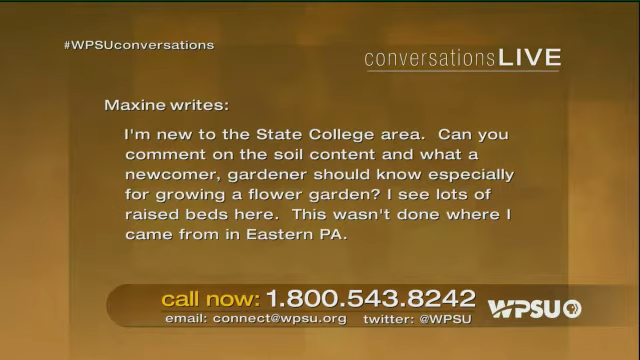 #WPSUconversations
conversationsLIVE
Maxine writes:
I'm new to the State College area.  Can you
comment on the soil content and what a
newcomer, gardener should know especially
for growing a flower garden? I see lots of
raised beds here.  This wasn't done where I
came from in Eastern PA.
call now: 1.800.543.8242
WPSU
email: connect@wpsu.org twitter: @WPSU